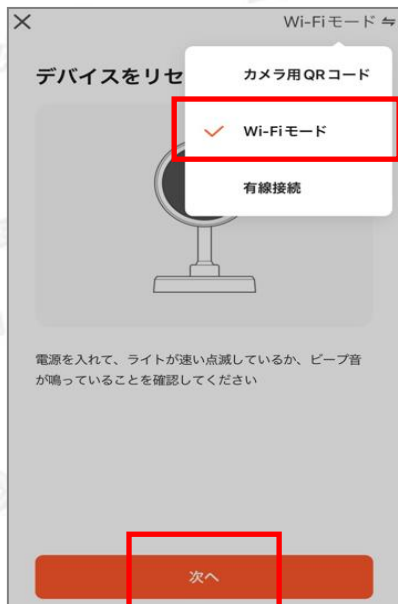 Wi-Fiモード ⇋
デバイスをリセ
カメラ用QRコード
Wi-Fiモード
有線接続
電源を入れて、ライトが速い点滅しているか、ビープ音
が鳴っていることを確認してください
次へ